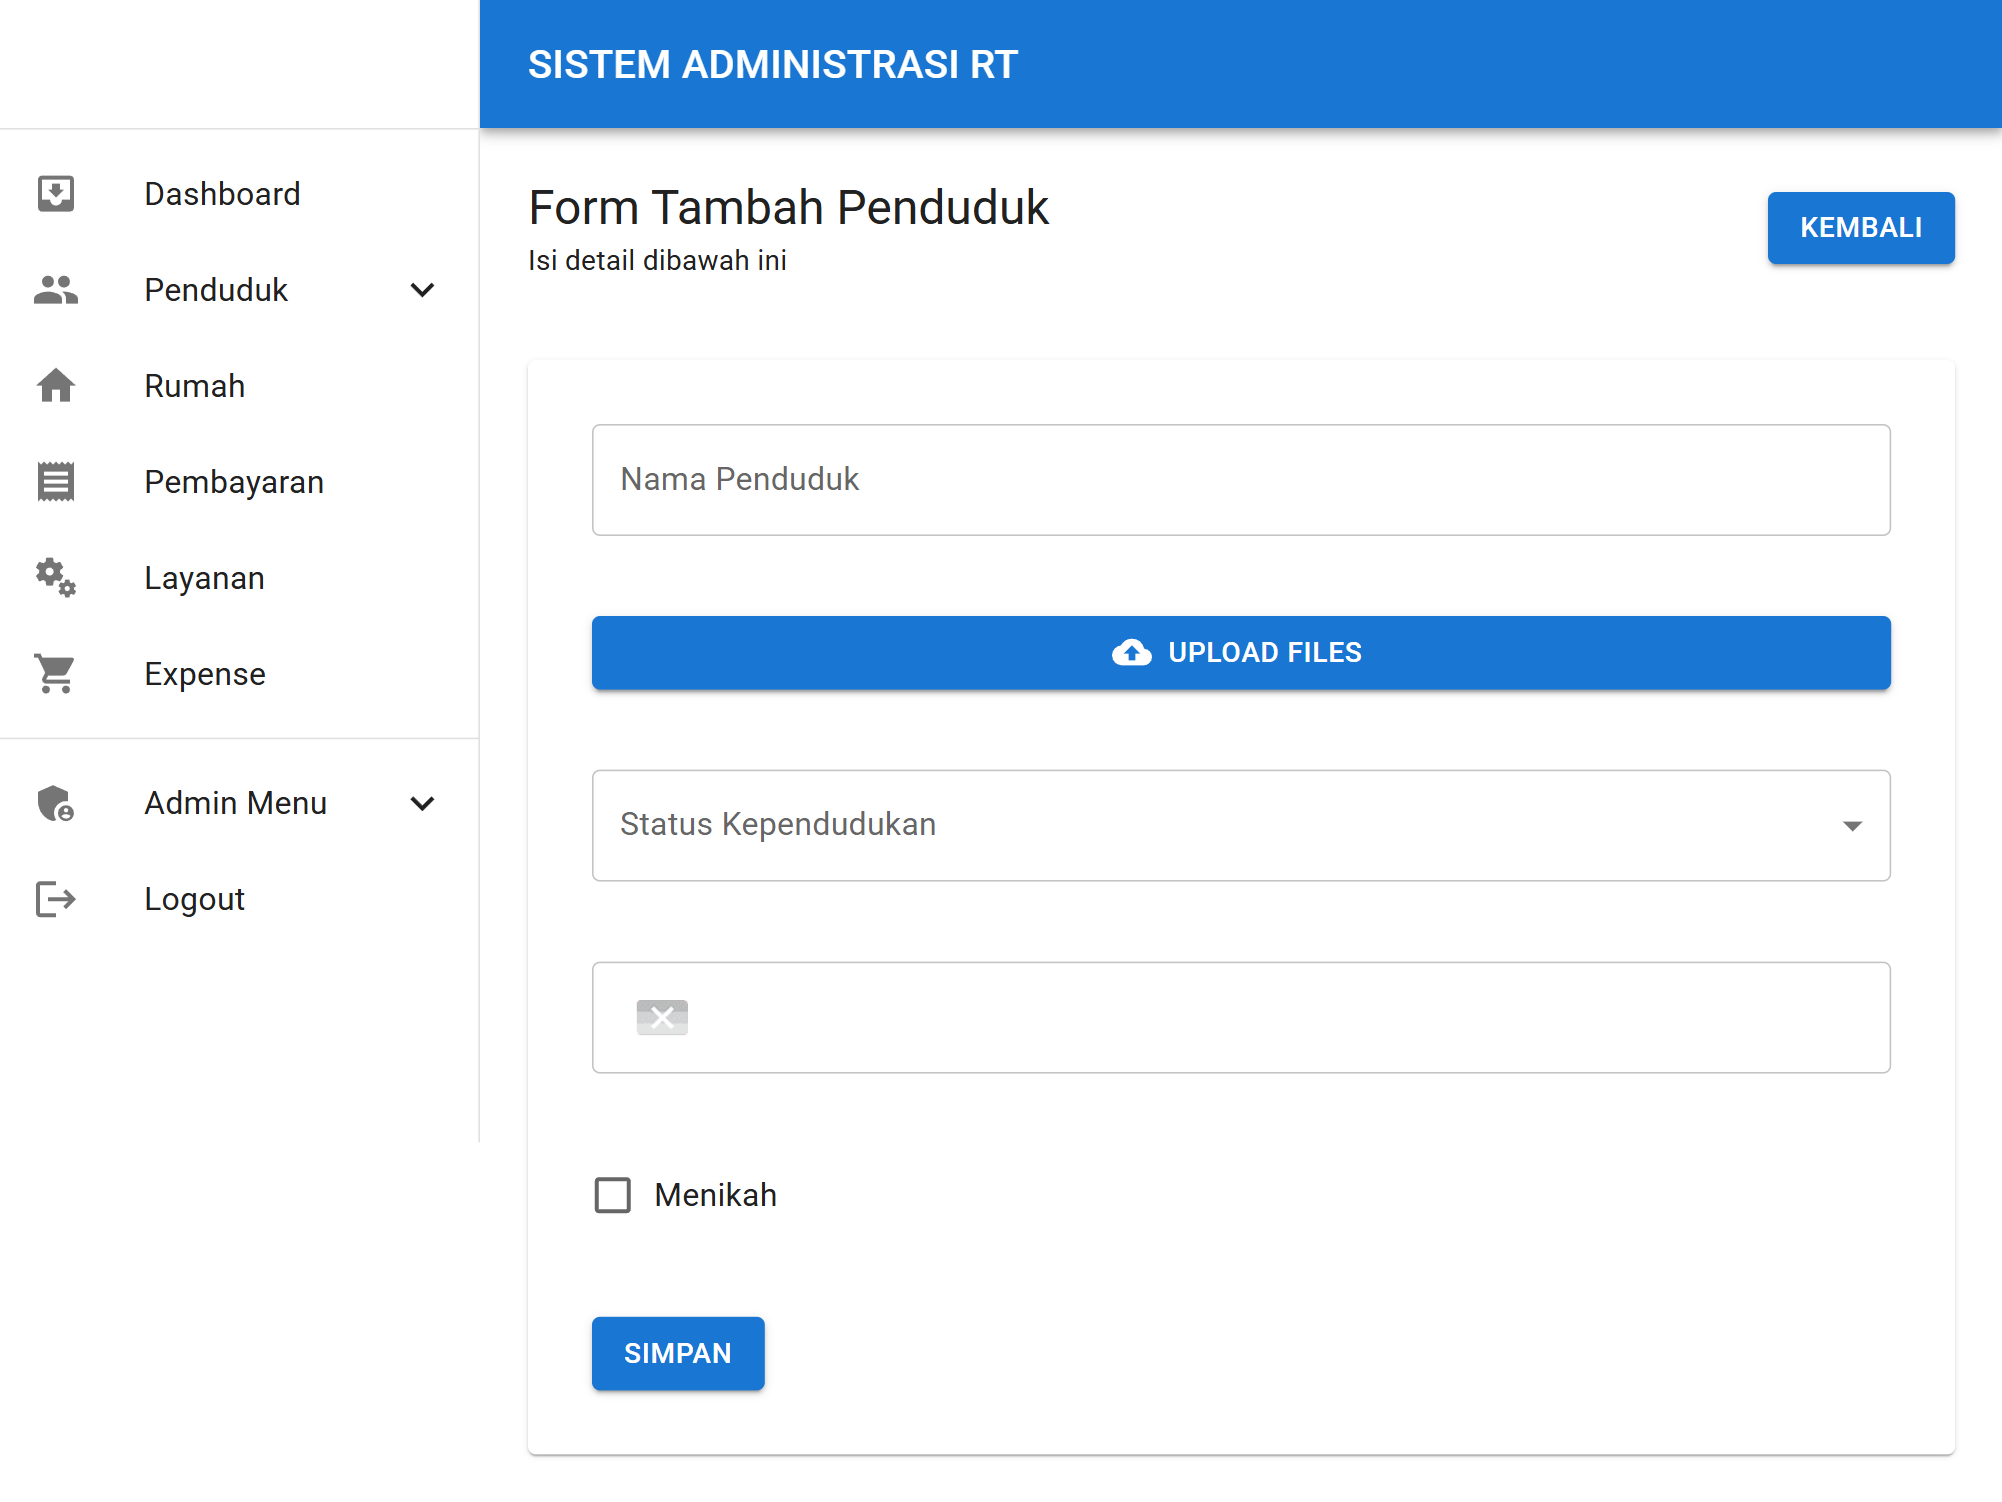 SISTEM ADMINISTRASI RT
Dashboard
Penduduk
Rumah
Pembayaran
Layanan
Expense
Admin Menu
Logout
Form Tambah Penduduk
Isi detail dibawah ini
KEMBALI
Nama Penduduk
UPLOAD FILES
Status Kependudukan
Menikah
SIMPAN